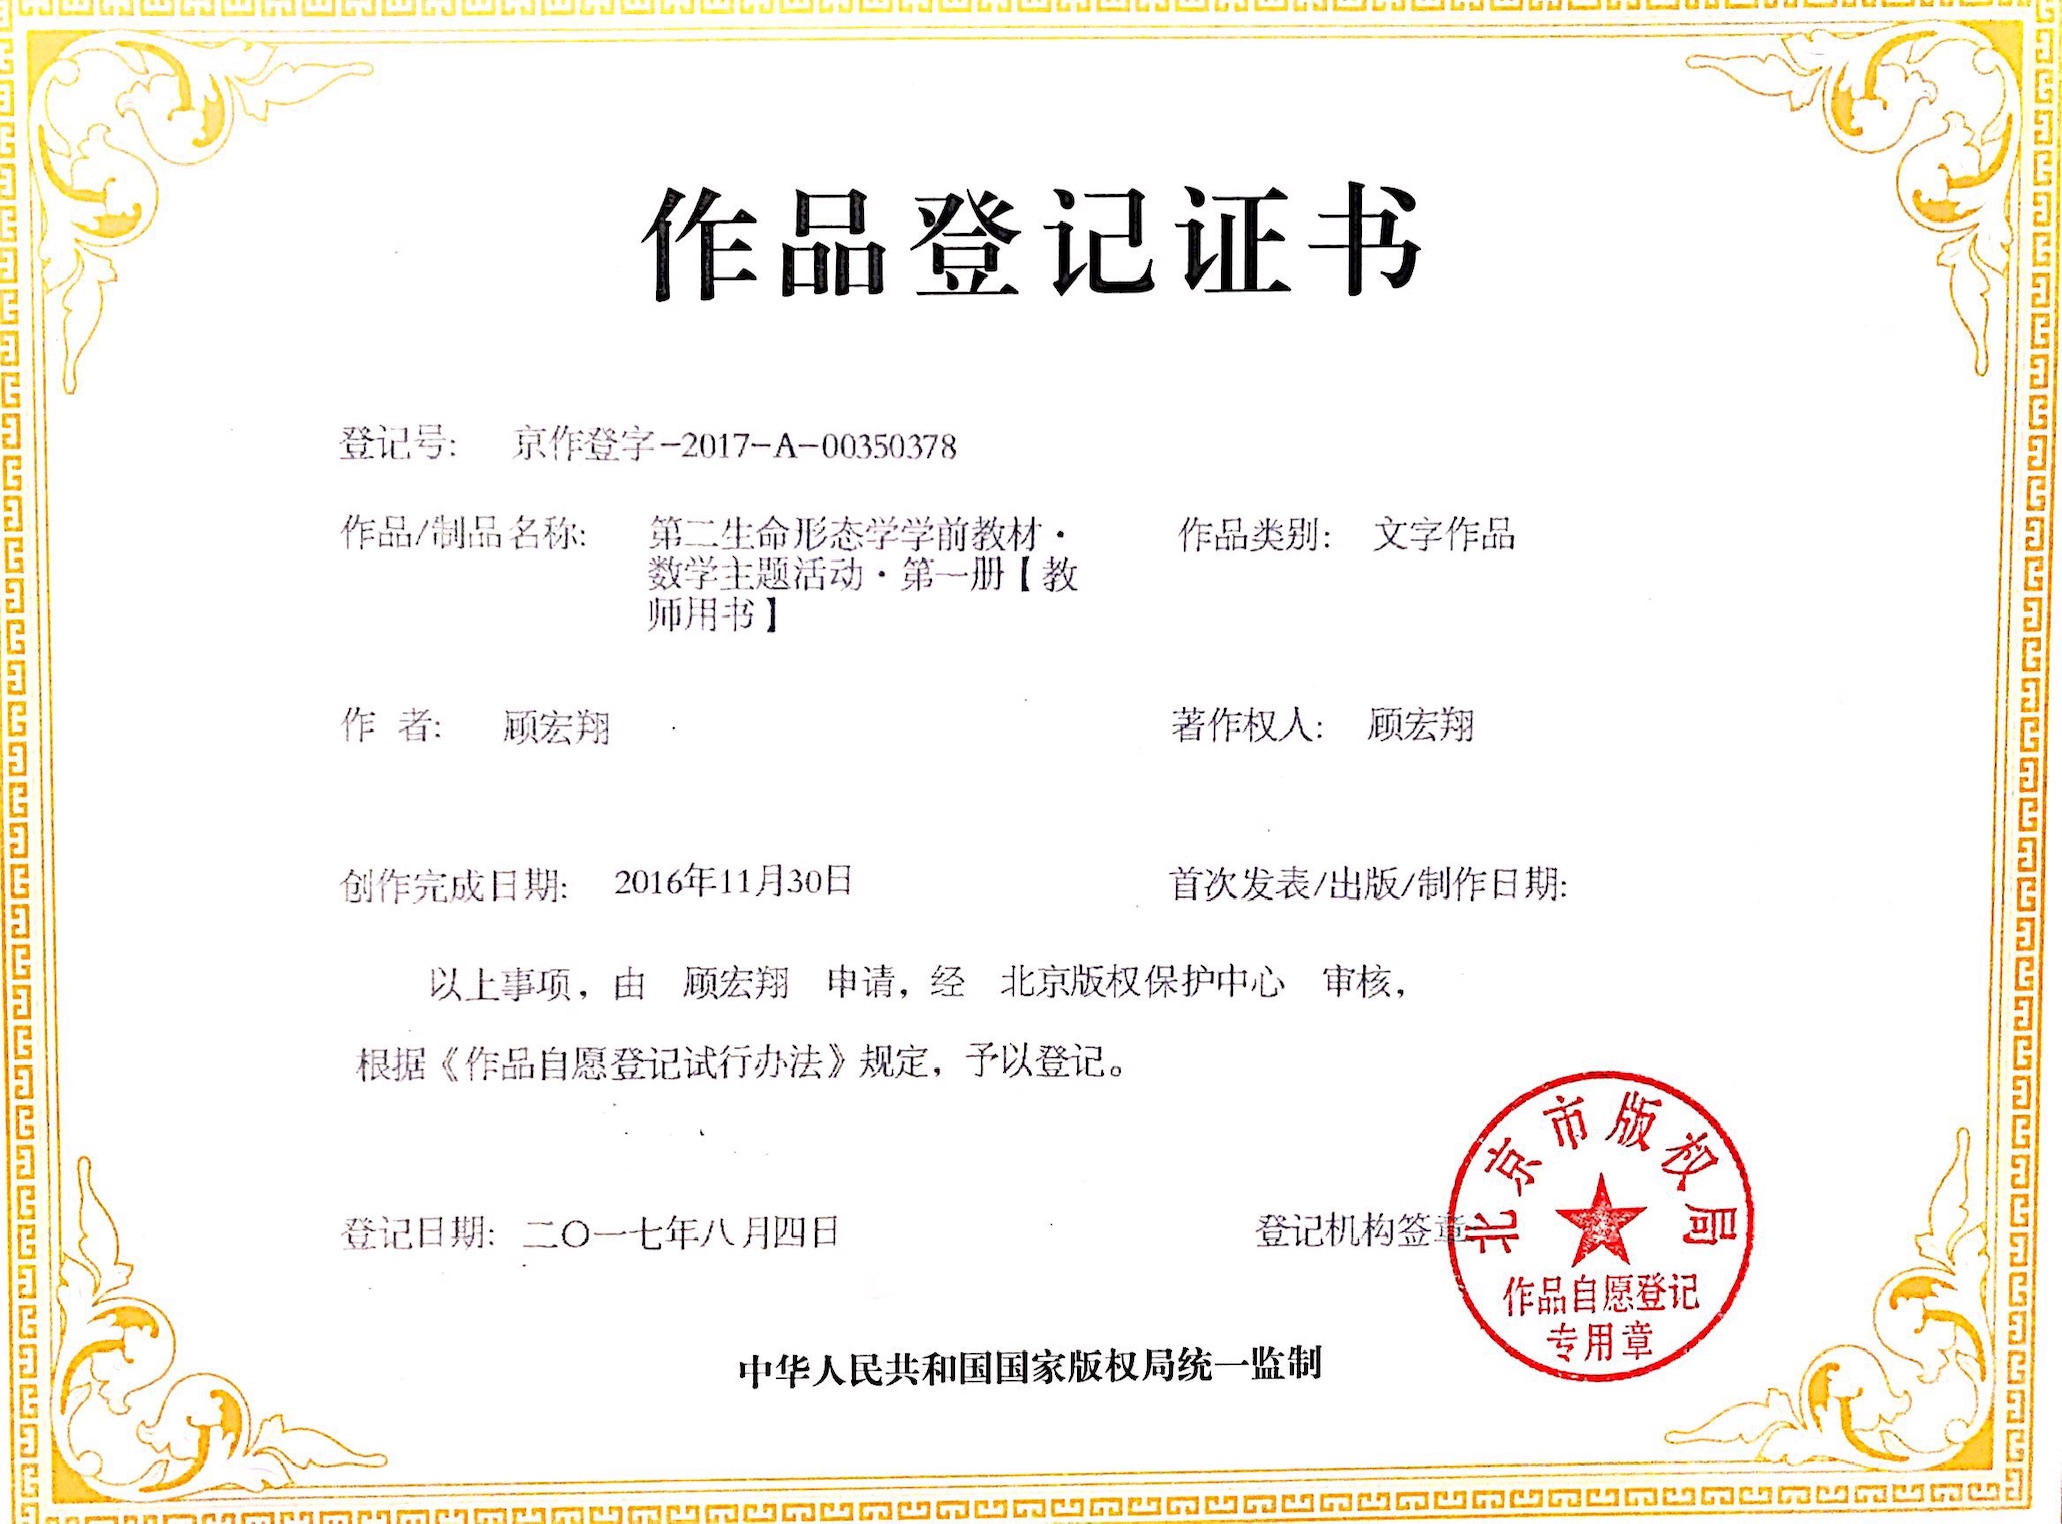 作品登记证书
登记号: 京作登字-2017-A-00350378
作品/制品名称: 第二生命形态学学前教材·
数学主题活动·第一册【教
师用书】
作品类别: 文字作品
作 者: 顾宏翔
著作权人: 顾宏翔
创作完成日期: 2016年11月30日
首次发表/出版/制作日期:
以上事项，由 顾宏翔 申请，经 北京版权保护中心 审核，
根据《作品自愿登记试行办法》规定，予以登记。
登记日期: 二〇一七年八月四日
登记机构签章
北京市版权局
作品自愿登记
专用章
中华人民共和国国家版权局统一监制